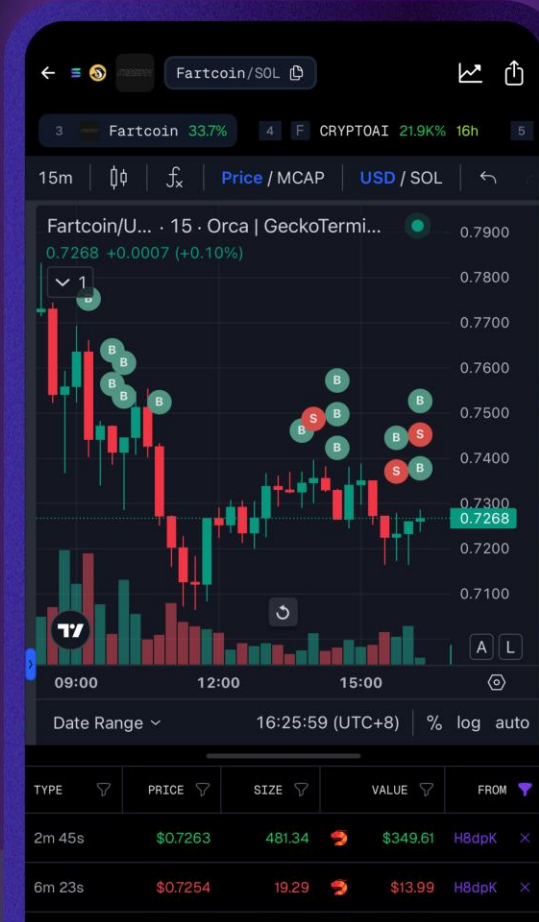 Fartcoin/SOL
3 Fartcoin 33.7% 4 F CRYPTOAI 21.9K% 16h 5
15m fx Price / MCAP USD / SOL
Fartcoin/U... · 15 · Orca | GeckoTermi...
0.7268 +0.0007 (+0.10%)
1
0.7900
0.7800
0.7700
0.7600
0.7500
0.7400
0.7300
0.7268
0.7200
0.7100
B
B
B
B
B
B
B
S
B
B
B
B
B
S
S
B
A L
09:00 12:00 15:00
Date Range 16:25:59 (UTC+8) % log auto
TYPE PRICE SIZE VALUE FROM
2m 45s $0.7263 481.34 $349.61 H8dpK ×
6m 23s $0.7254 19.29 $13.99 H8dpK ×